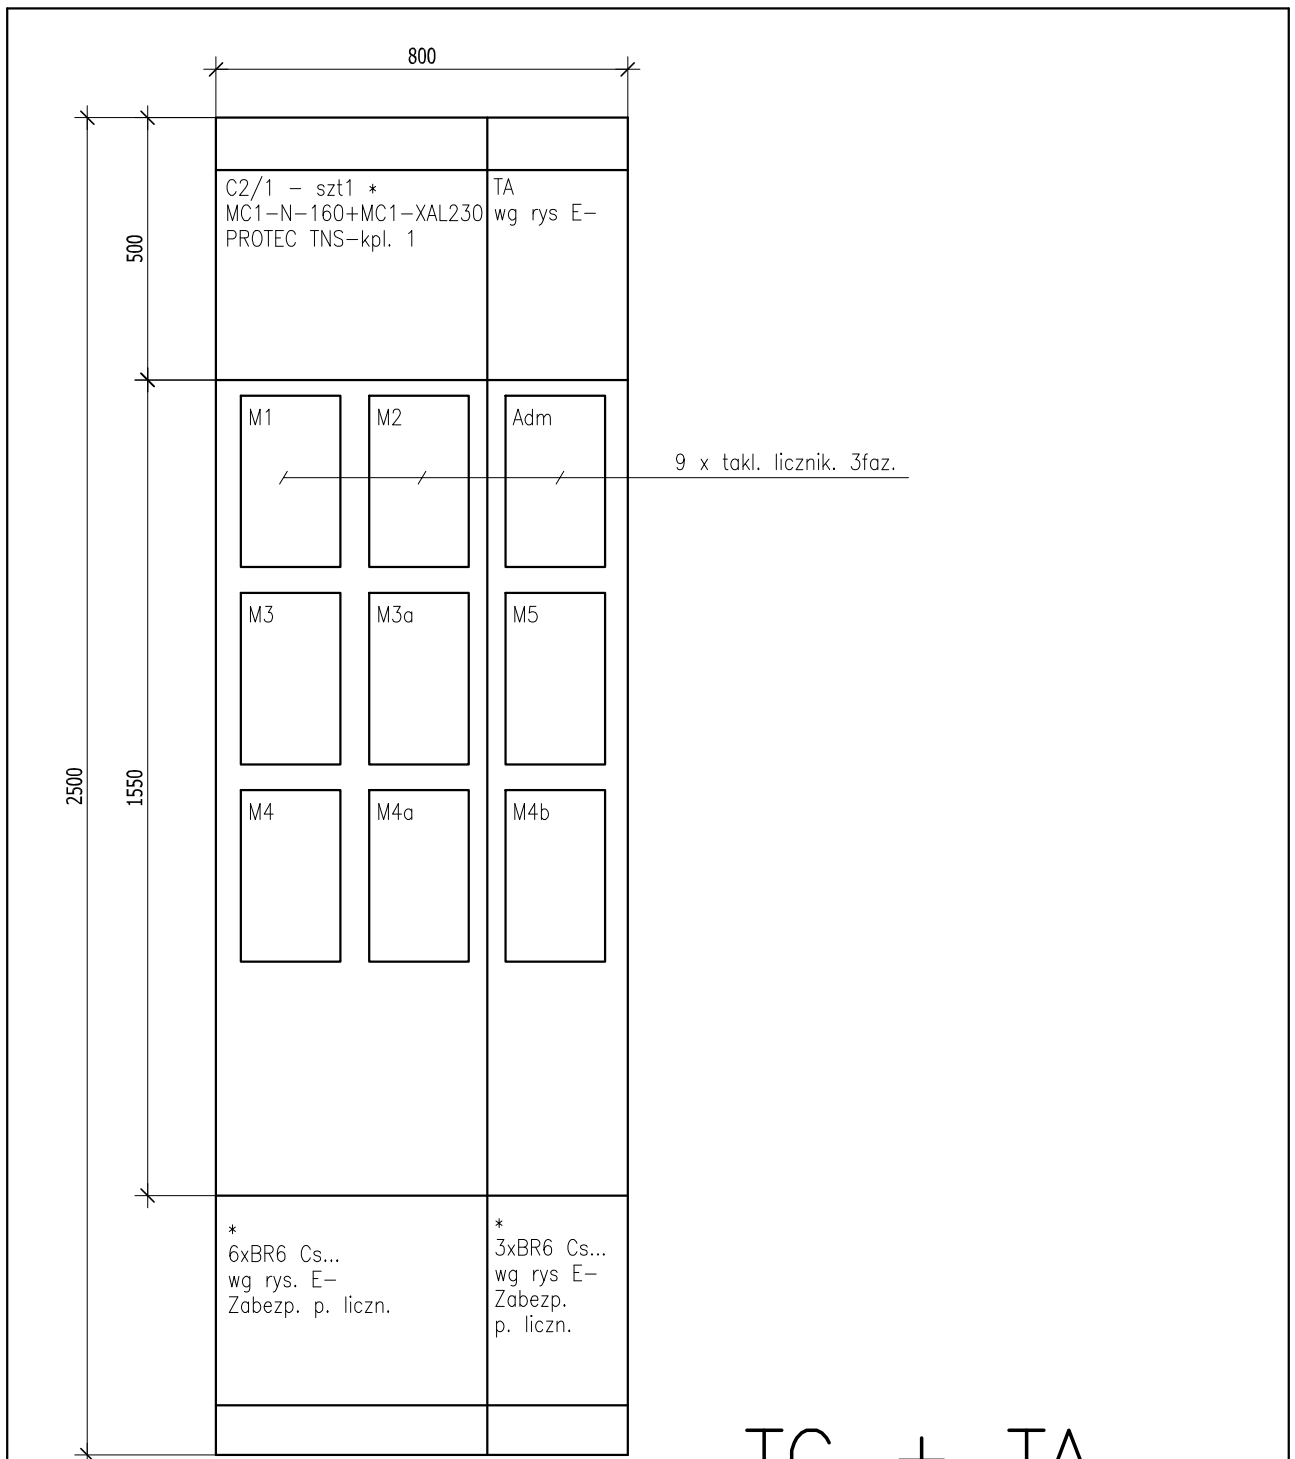 800
C2/1 - szt1 *
MC1-N-160+MC1-XAL230
PROTEC TNS-kpl. 1
TA
wg rys E-
500
M1
M2
Adm
9 x takl. licznik. 3faz.
M3
M3a
M5
2500
1550
M4
M4a
M4b
*
6xBR6 Cs...
wg rys. E-
Zabezp. p. liczn.
*
3xBR6 Cs...
wg rys E-
Zabezp.
p. liczn.
TC + TA